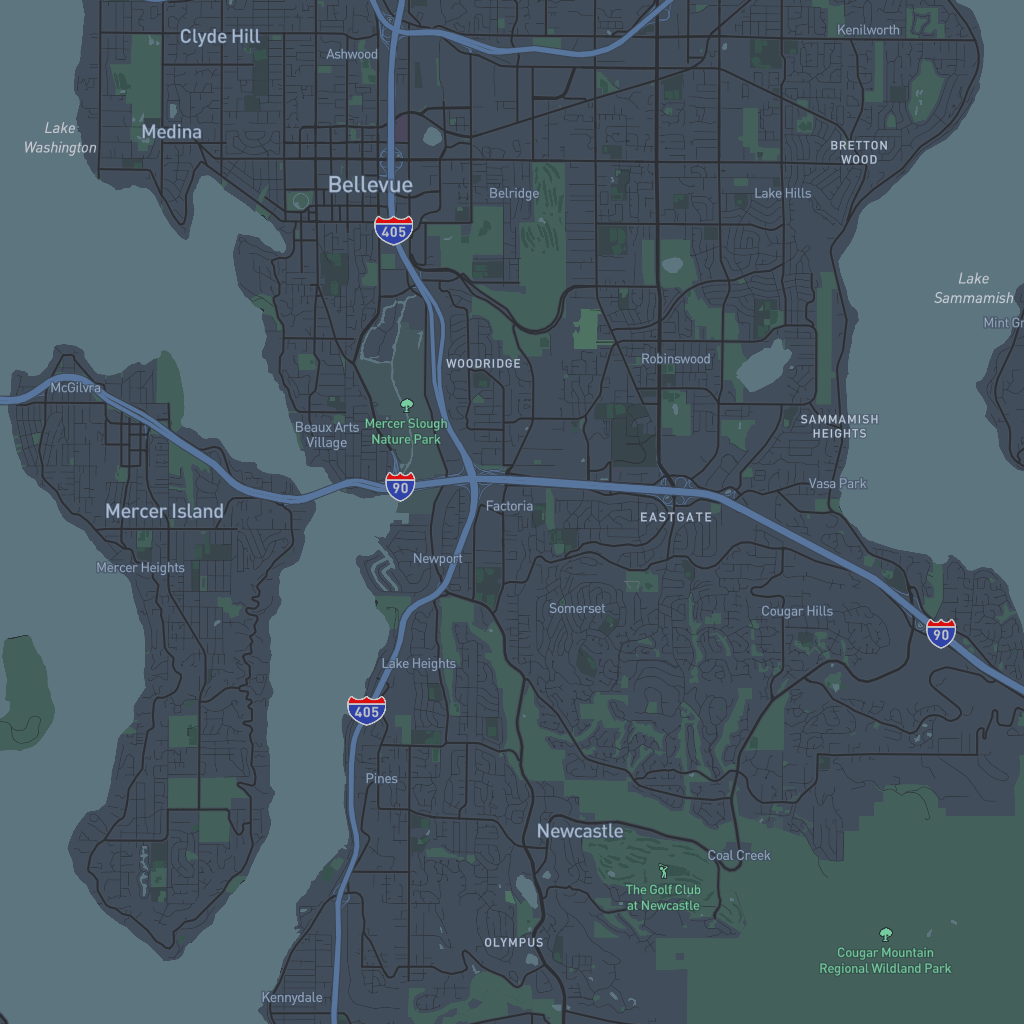 Clyde Hill
Kenilworth
Ashwood
Lake
Washington
Medina
BRETTON
WOOD
Bellevue
Belridge
Lake Hills
405
Lake
Sammamish
Mint Gr
WOODRIDGE
Robinswood
McGilvra
Beaux Arts
Village
Mercer Slough
Nature Park
SAMMAMISH
HEIGHTS
90
Vasa Park
Mercer Island
Factoria
EASTGATE
Newport
Mercer Heights
Somerset
Cougar Hills
90
Lake Heights
405
Pines
Newcastle
Coal Creek
The Golf Club
at Newcastle
OLYMPUS
Cougar Mountain
Regional Wildland Park
Kennydale